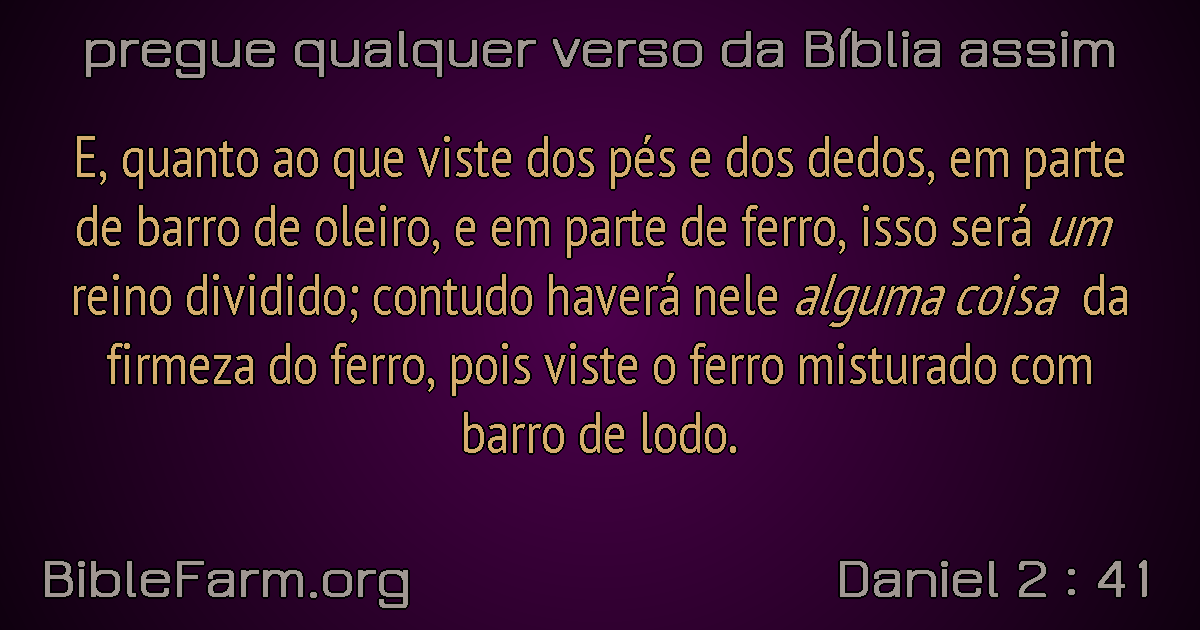 pregue qualquer verso da Bíblia assim
E, quanto ao que viste dos pés e dos dedos, em parte
de barro de oleiro, e em parte de ferro, isso será um
reino dividido; contudo haverá nele alguma coisa da
firmeza do ferro, pois viste o ferro misturado com
barro de lodo.
BibleFarm.org
Daniel 2 : 41